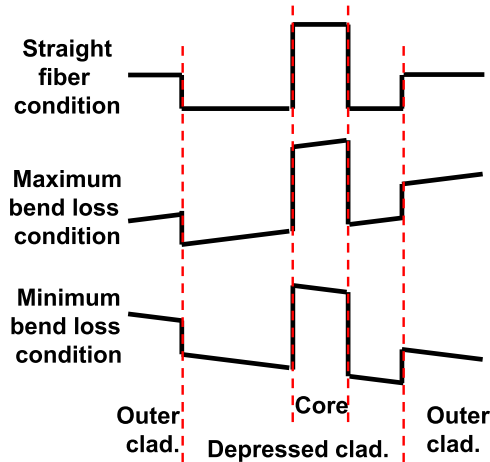 Straight
fiber
condition
Maximum
bend loss
condition
Minimum
bend loss
condition
Core
Outer
clad.
Depressed clad.
Outer
clad.